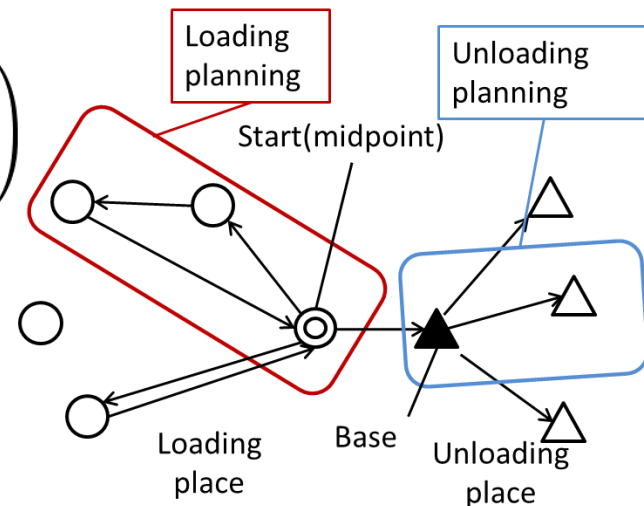 Loading
planning
Unloading
planning
Start(midpoint)
Loading
place
Base
Unloading
place